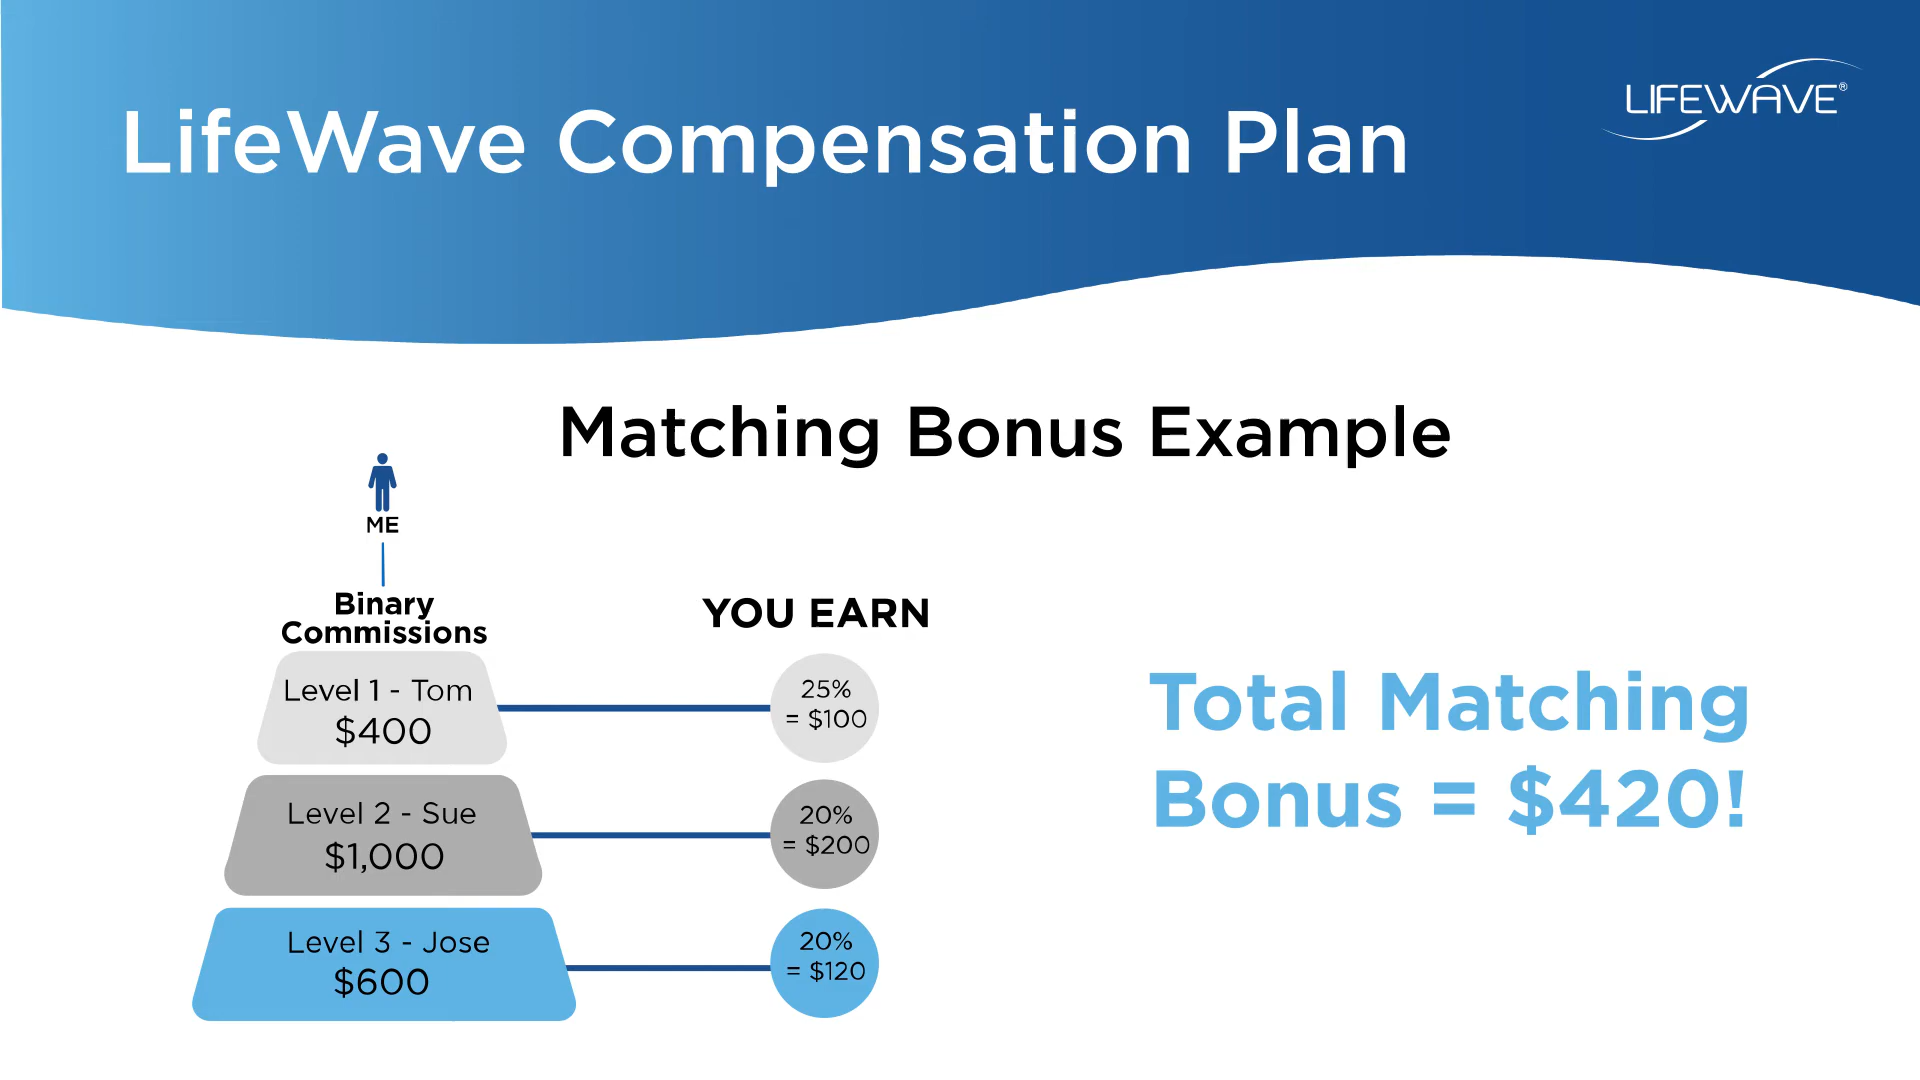 LifeWave Compensation Plan
LIFEWAVE®
Matching Bonus Example
ME
Binary
Commissions
YOU EARN
Level 1 - Tom
$400
25%
= $100
Level 2 - Sue
$1,000
20%
= $200
Level 3 - Jose
$600
20%
= $120
Total Matching
Bonus = $420!